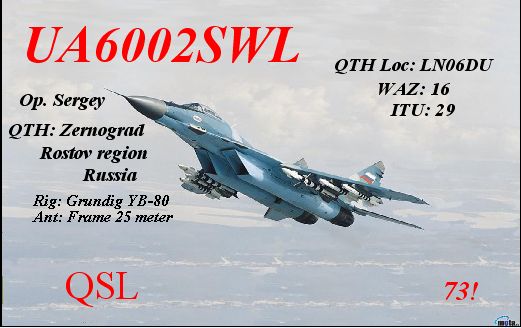 UA6002SWL
QTH Loc: LN06DU
WAZ: 16
ITU: 29
Op. Sergey
QTH: Zernograd
Rostov region
Russia
Rig: Grundig YB-80
Ant: Frame 25 meter
QSL
73!